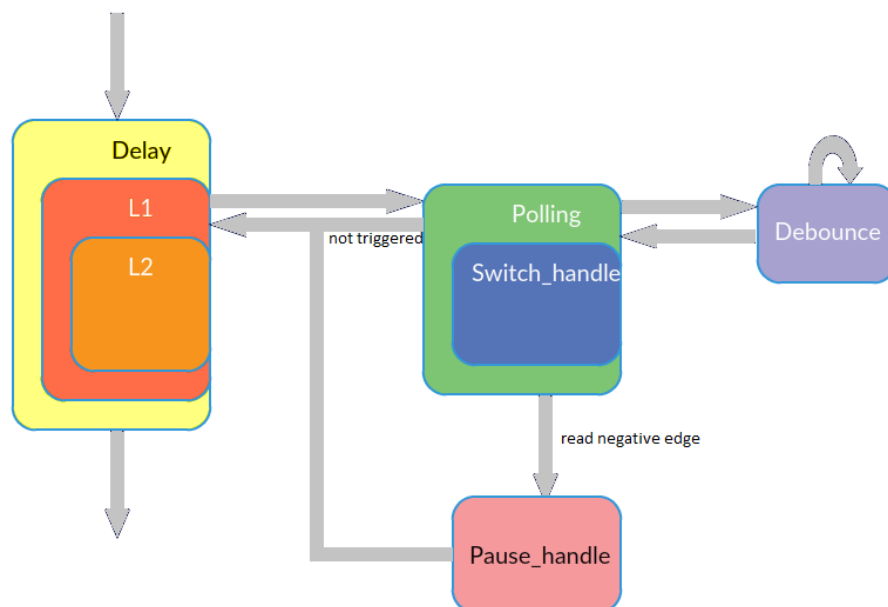 Delay
L1
L2
not triggered
Polling
Switch_handle
Debounce
read negative edge
Pause_handle